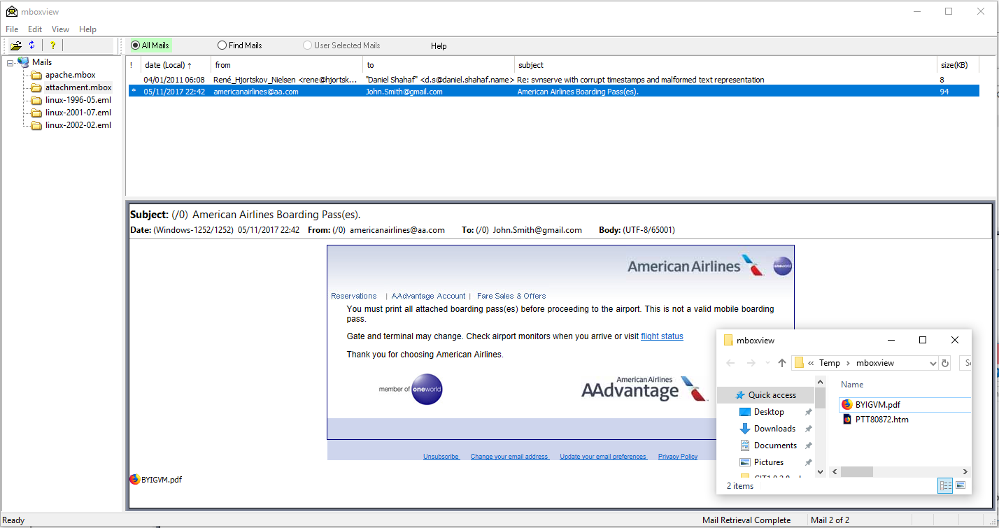 mboxview
File Edit View Help
? All Mails Find Mails User Selected Mails Help
Mails
apache.mbox
attachment.mbox
linux-1996-05.eml
linux-2001-07.eml
linux-2002-02.eml
! date (Local) ↑ from to subject size(KB)
04/01/2011 06:08 René_Hjortskov_Nielsen <rene@hjortsk... "Daniel Shahaf" <d.s@daniel.shahaf.name> Re: svnserve with corrupt timestamps and malformed text representation 8
* 05/11/2017 22:42 americanairlines@aa.com John.Smith@gmail.com American Airlines Boarding Pass(es). 94
Subject: (/0) American Airlines Boarding Pass(es).
Date: (Windows-1252/1252) 05/11/2017 22:42 From: (/0) americanairlines@aa.com To: (/0) John.Smith@gmail.com Body: (UTF-8/65001)
American Airlines oneworld
Reservations | AAdvantage Account | Fare Sales & Offers
You must print all attached boarding pass(es) before proceeding to the airport. This is not a valid mobile boarding
pass.
Gate and terminal may change. Check airport monitors when you arrive or visit flight status
Thank you for choosing American Airlines.
member of oneworld
American Airlines
AAdvantage
Unsubscribe Change your email address Update your email preferences Privacy Policy
BYIGVM.pdf
mboxview
« Temp › mboxview
Name
Quick access
Desktop
Downloads
Documents
Pictures
BYIGVM.pdf
PTT80872.htm
2 items
Ready Mail Retrieval Complete Mail 2 of 2